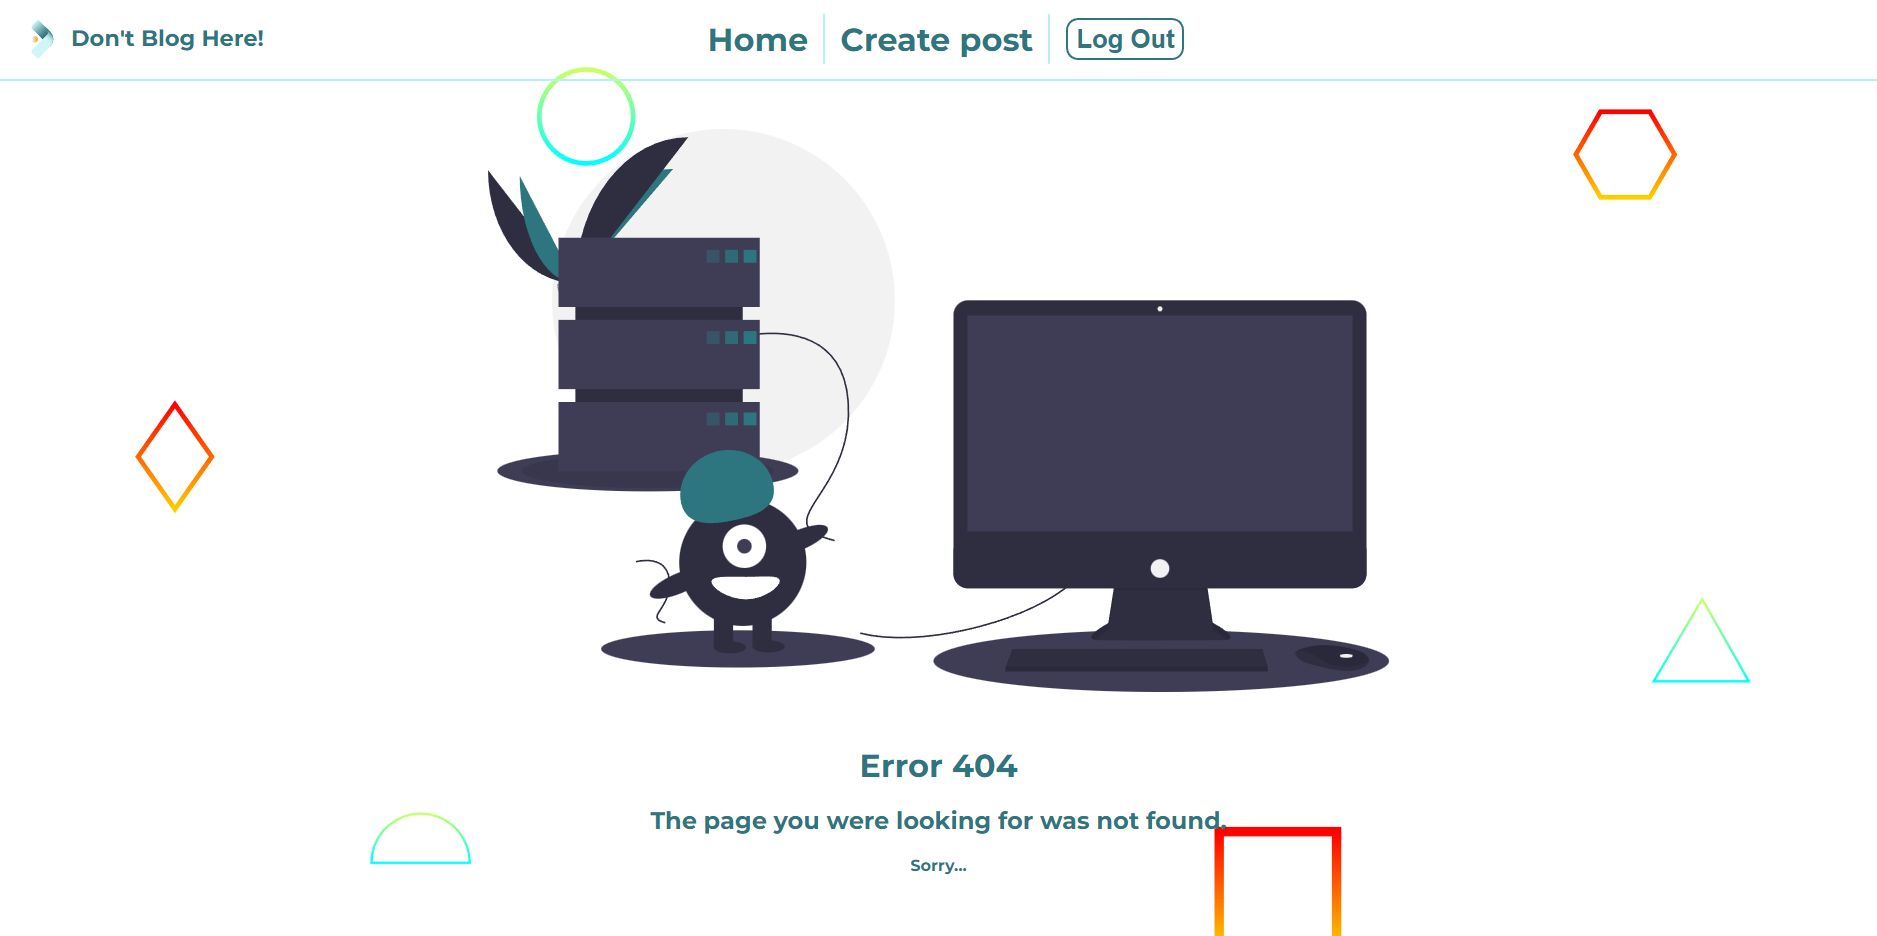 Don't Blog Here!
Home
Create post
Log Out
Error 404
The page you were looking for was not found.
Sorry...